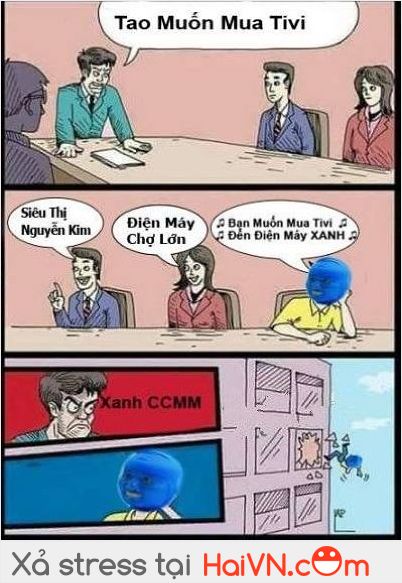 Tao Muốn Mua Tivi
Siêu Thị
Nguyễn Kim
Điện Máy
Chợ Lớn
♫ Bạn Muốn Mua Tivi ♫
♫ Đến Điện Máy XANH ♫
Xanh CCMM
Xả stress tại HaiVN.com